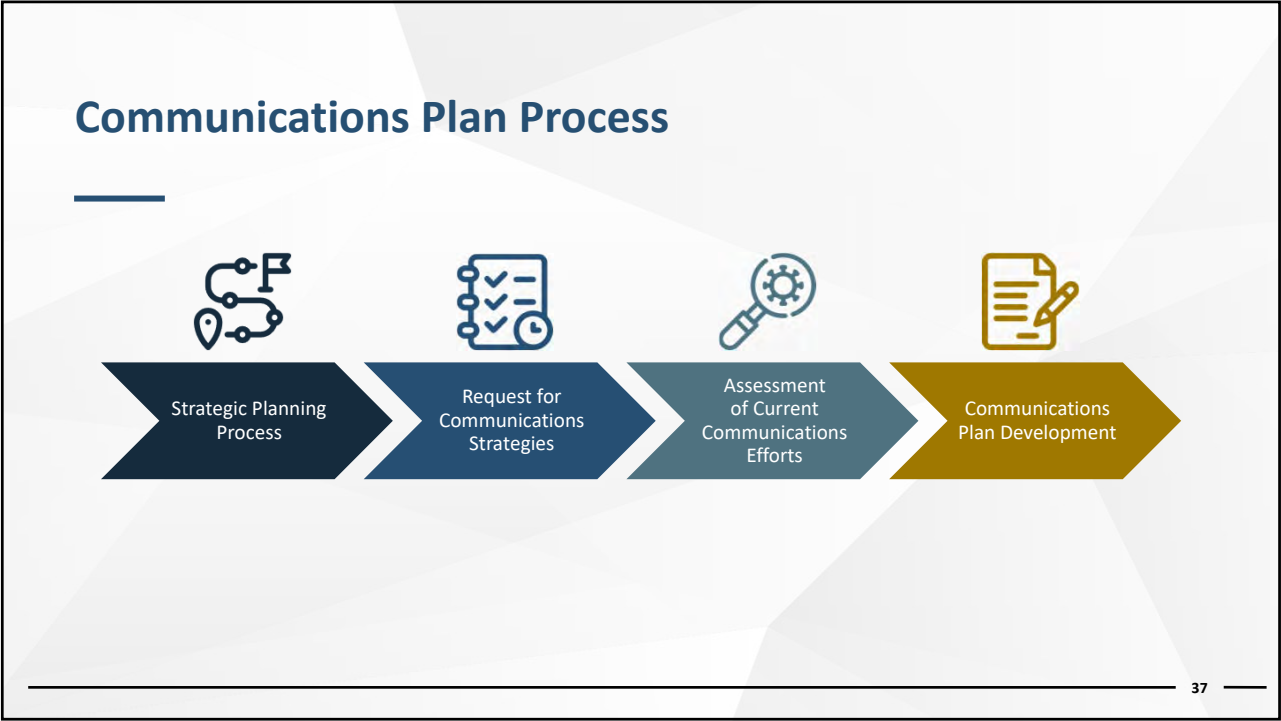 Communications Plan Process
Strategic Planning
Process
Request for
Communications
Strategies
Assessment
of Current
Communications
Efforts
Communications
Plan Development
37